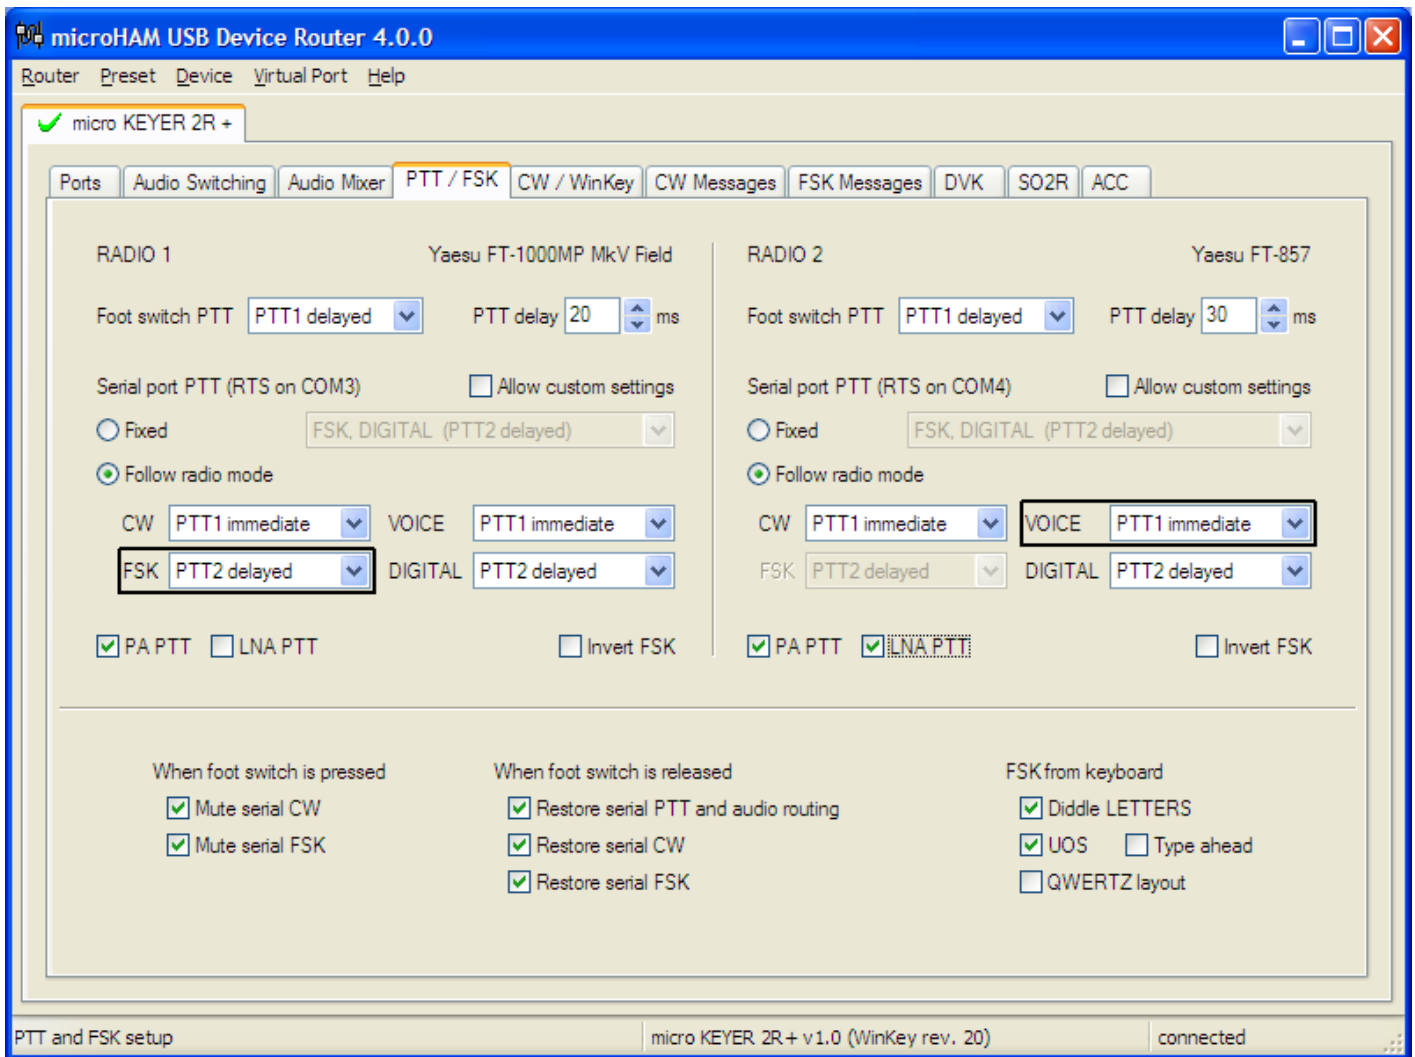 microHAM USB Device Router 4.0.0
Router Preset Device Virtual Port Help
micro KEYER 2R +
Ports Audio Switching Audio Mixer PTT / FSK CW / WinKey CW Messages FSK Messages DVK SO2R ACC
RADIO 1 Yaesu FT-1000MP MkV Field RADIO 2 Yaesu FT-857
Foot switch PTT PTT1 delayed PTT delay 20 ms Foot switch PTT PTT1 delayed PTT delay 30 ms
Serial port PTT (RTS on COM3) Allow custom settings Serial port PTT (RTS on COM4) Allow custom settings
Fixed FSK, DIGITAL (PTT2 delayed) Fixed FSK, DIGITAL (PTT2 delayed)
Follow radio mode Follow radio mode
CW PTT1 immediate VOICE PTT1 immediate CW PTT1 immediate VOICE PTT1 immediate
FSK PTT2 delayed DIGITAL PTT2 delayed FSK PTT2 delayed DIGITAL PTT2 delayed
PA PTT LNA PTT Invert FSK PA PTT LNA PTT Invert FSK
When foot switch is pressed When foot switch is released FSK from keyboard
Mute serial CW Restore serial PTT and audio routing Diddle LETTERS
Mute serial FSK Restore serial CW UOS Type ahead
Restore serial FSK QWERTZ layout
PTT and FSK setup micro KEYER 2R+ v1.0 (WinKey rev. 20) connected